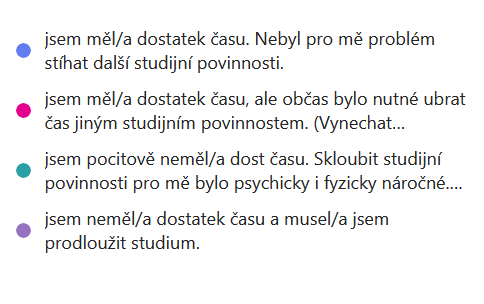 jsem měl/a dostatek času. Nebyl pro mě problém
stíhat další studijní povinnosti.
jsem měl/a dostatek času, ale občas bylo nutné ubrat
čas jiným studijním povinnostem. (Vynechat...
jsem pocitově neměl/a dost času. Skloubit studijní
povinnosti pro mě bylo psychicky i fyzicky náročné....
jsem neměl/a dostatek času a musel/a jsem
prodloužit studium.